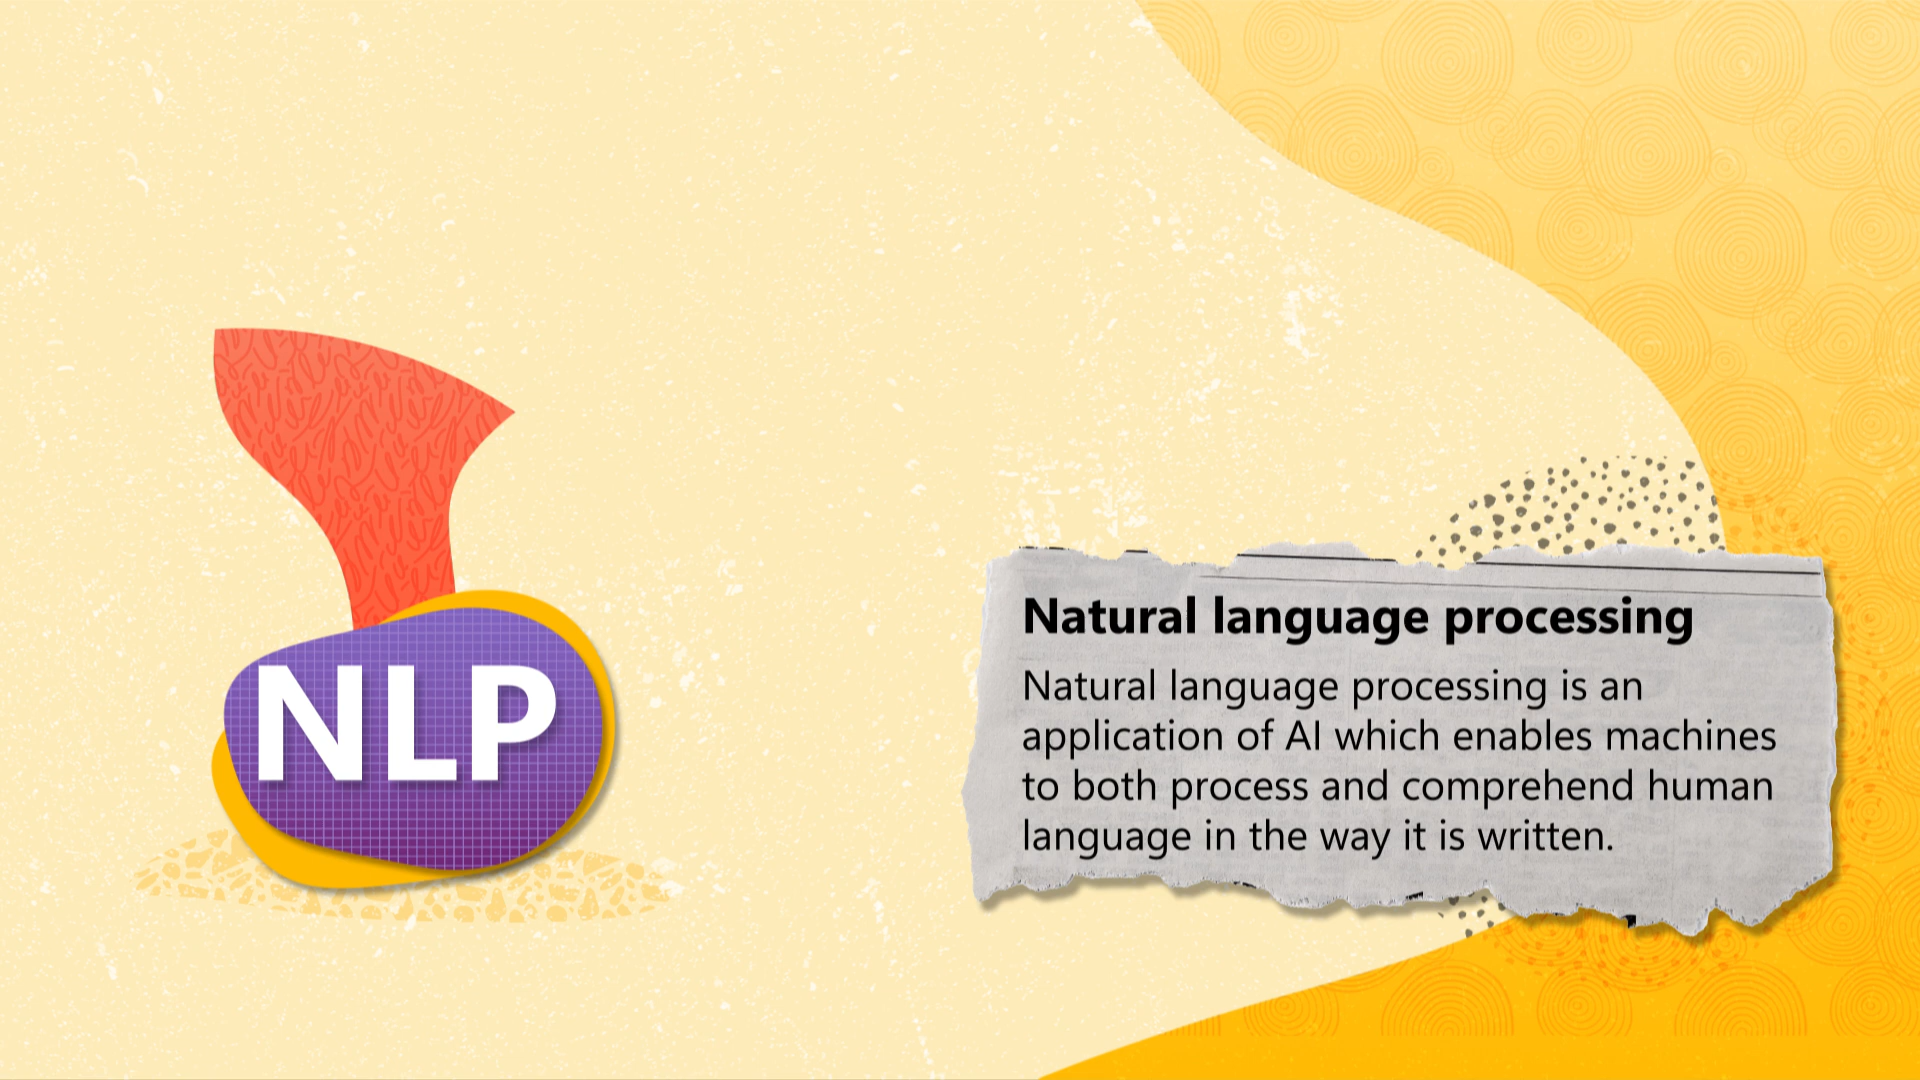 NLP
Natural language processing
Natural language processing is an
application of AI which enables machines
to both process and comprehend human
language in the way it is written.